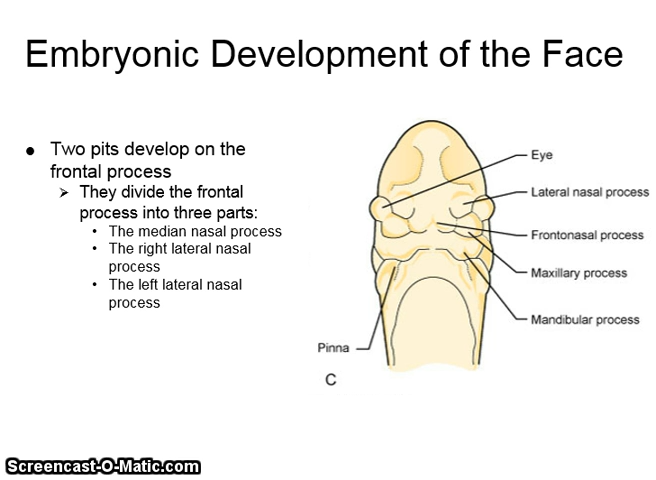 Embryonic Development of the Face
● Two pits develop on the
frontal process
➢ They divide the frontal
process into three parts:
• The median nasal process
• The right lateral nasal
process
• The left lateral nasal
process
Eye
Lateral nasal process
Frontonasal process
Maxillary process
Mandibular process
Pinna
C
Screencast-O-Matic.com